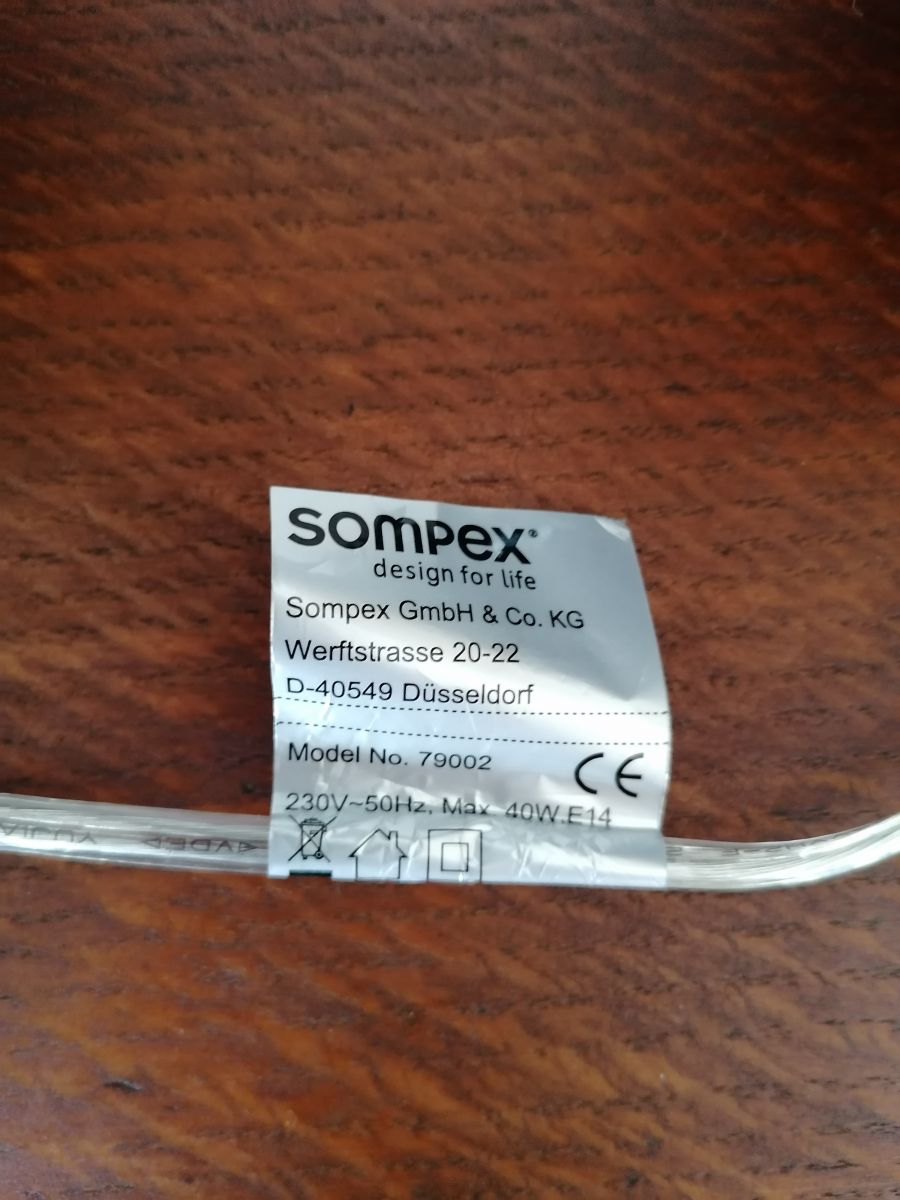 sompex®
design for life
Sompex GmbH & Co. KG
Werftstrasse 20-22
D-40549 Düsseldorf
Model No. 79002
CE
230V~50Hz, Max. 40W.E14